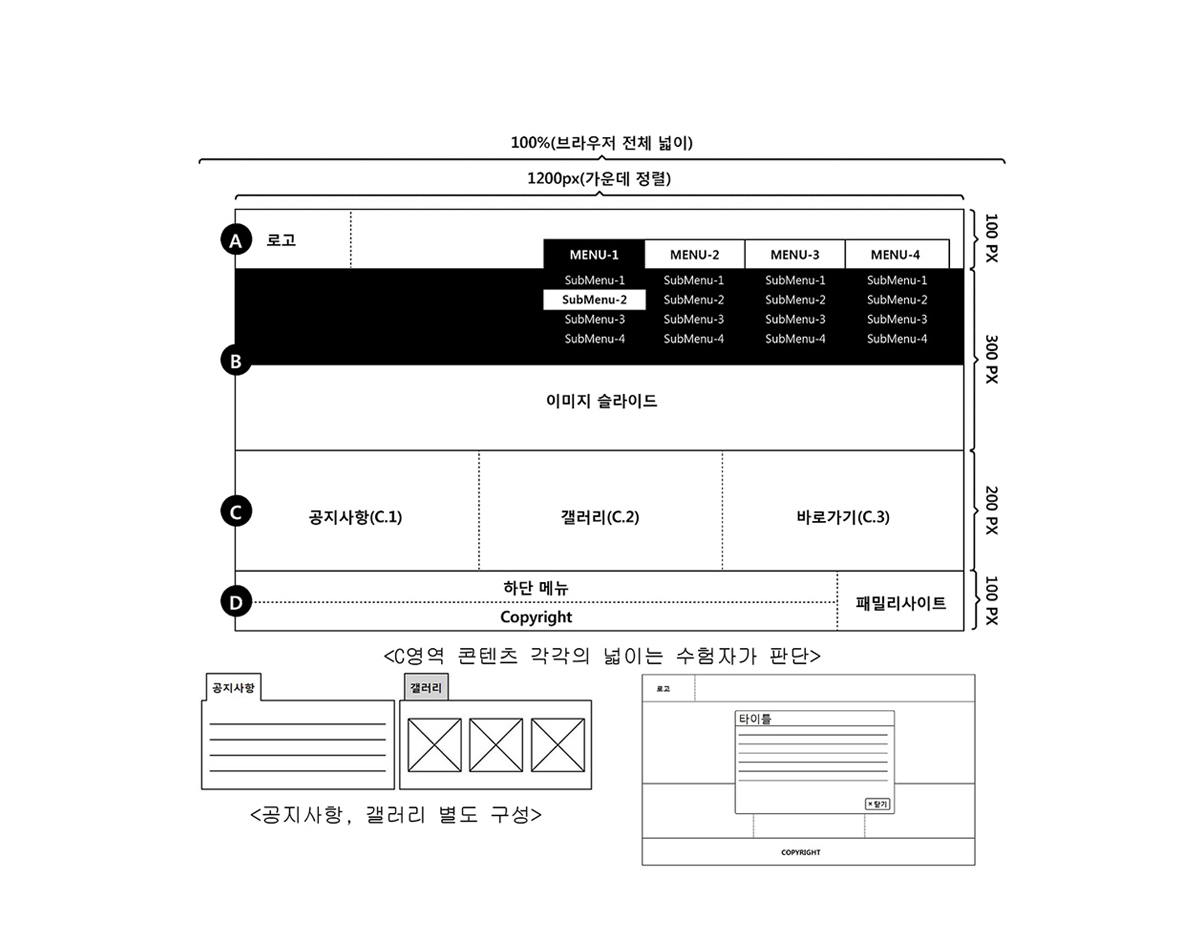 100%(브라우저 전체 넓이)
1200px(가운데 정렬)
A
로고
100 PX
MENU-1 MENU-2 MENU-3 MENU-4
SubMenu-1 SubMenu-1 SubMenu-1 SubMenu-1
SubMenu-2 SubMenu-2 SubMenu-2 SubMenu-2
SubMenu-3 SubMenu-3 SubMenu-3 SubMenu-3
SubMenu-4 SubMenu-4 SubMenu-4 SubMenu-4
B
300 PX
이미지 슬라이드
C
공지사항(C.1) 갤러리(C.2) 바로가기(C.3)
200 PX
D
하단 메뉴
Copyright
패밀리사이트
100 PX
<C영역 콘텐츠 각각의 넓이는 수험자가 판단>
공지사항 갤러리
<공지사항, 갤러리 별도 구성>
로고
타이틀
× 닫기
COPYRIGHT